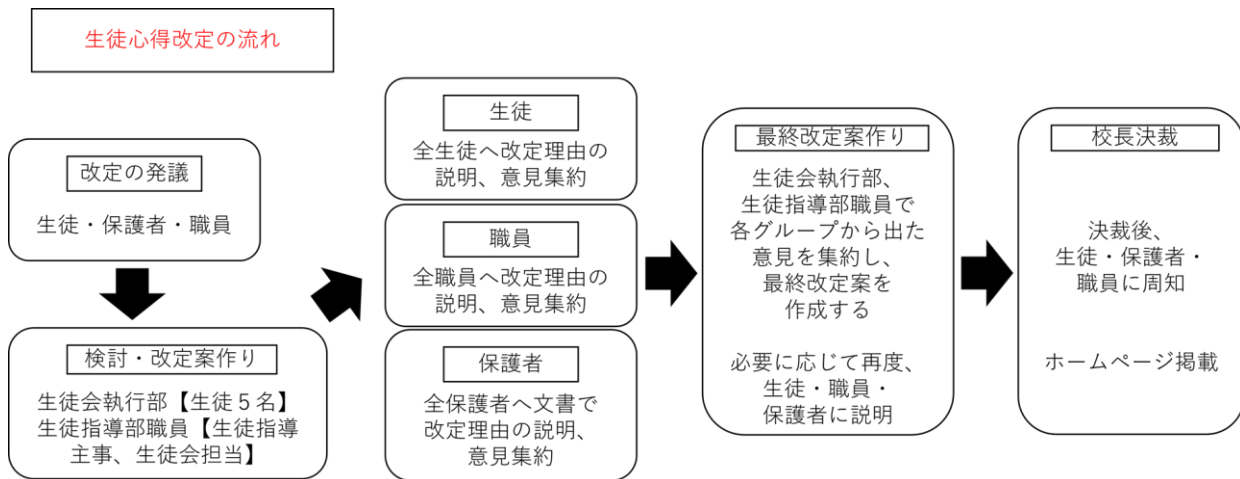 生徒心得改定の流れ
改定の発議
生徒・保護者・職員
検討・改定案作り
生徒会執行部【生徒5名】
生徒指導部職員【生徒指導
主事、生徒会担当】
生徒
全生徒へ改定理由の
説明、意見集約
職員
全職員へ改定理由の
説明、意見集約
保護者
全保護者へ文書で
改定理由の説明、
意見集約
最終改定案作り
生徒会執行部、
生徒指導部職員で
各グループから出た
意見を集約し、
最終改定案を
作成する
必要に応じて再度、
生徒・職員・
保護者に説明
校長決裁
決裁後、
生徒・保護者・
職員に周知
ホームページ掲載